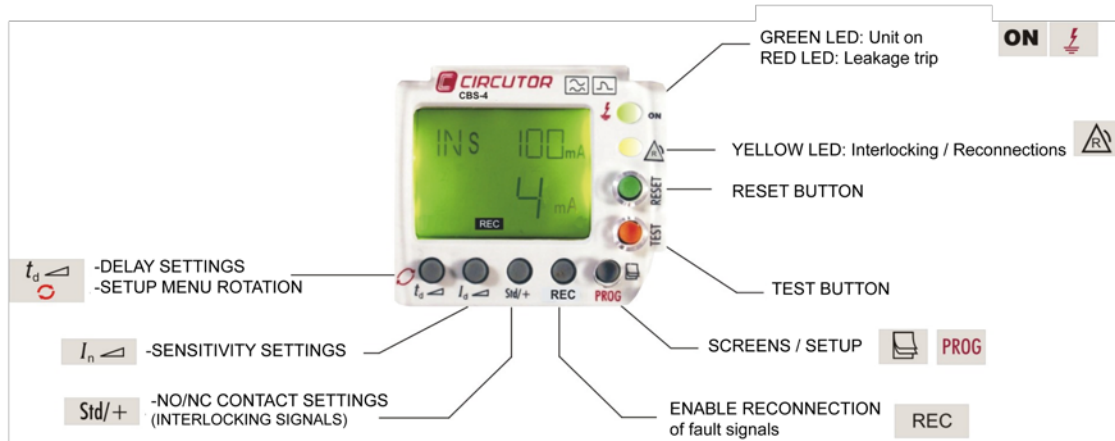 GREEN LED: Unit on
RED LED: Leakage trip
ON
CIRCUTOR
CBS-4
ON
INS 100mA
4 mA
REC
YELLOW LED: Interlocking / Reconnections
R
R
RESET
RESET BUTTON
TEST
TEST BUTTON
td
-DELAY SETTINGS
-SETUP MENU ROTATION
td
Id
Std/+
REC
PROG
In
-SENSITIVITY SETTINGS
SCREENS / SETUP
PROG
Std/+
-NO/NC CONTACT SETTINGS
(INTERLOCKING SIGNALS)
ENABLE RECONNECTION
of fault signals
REC